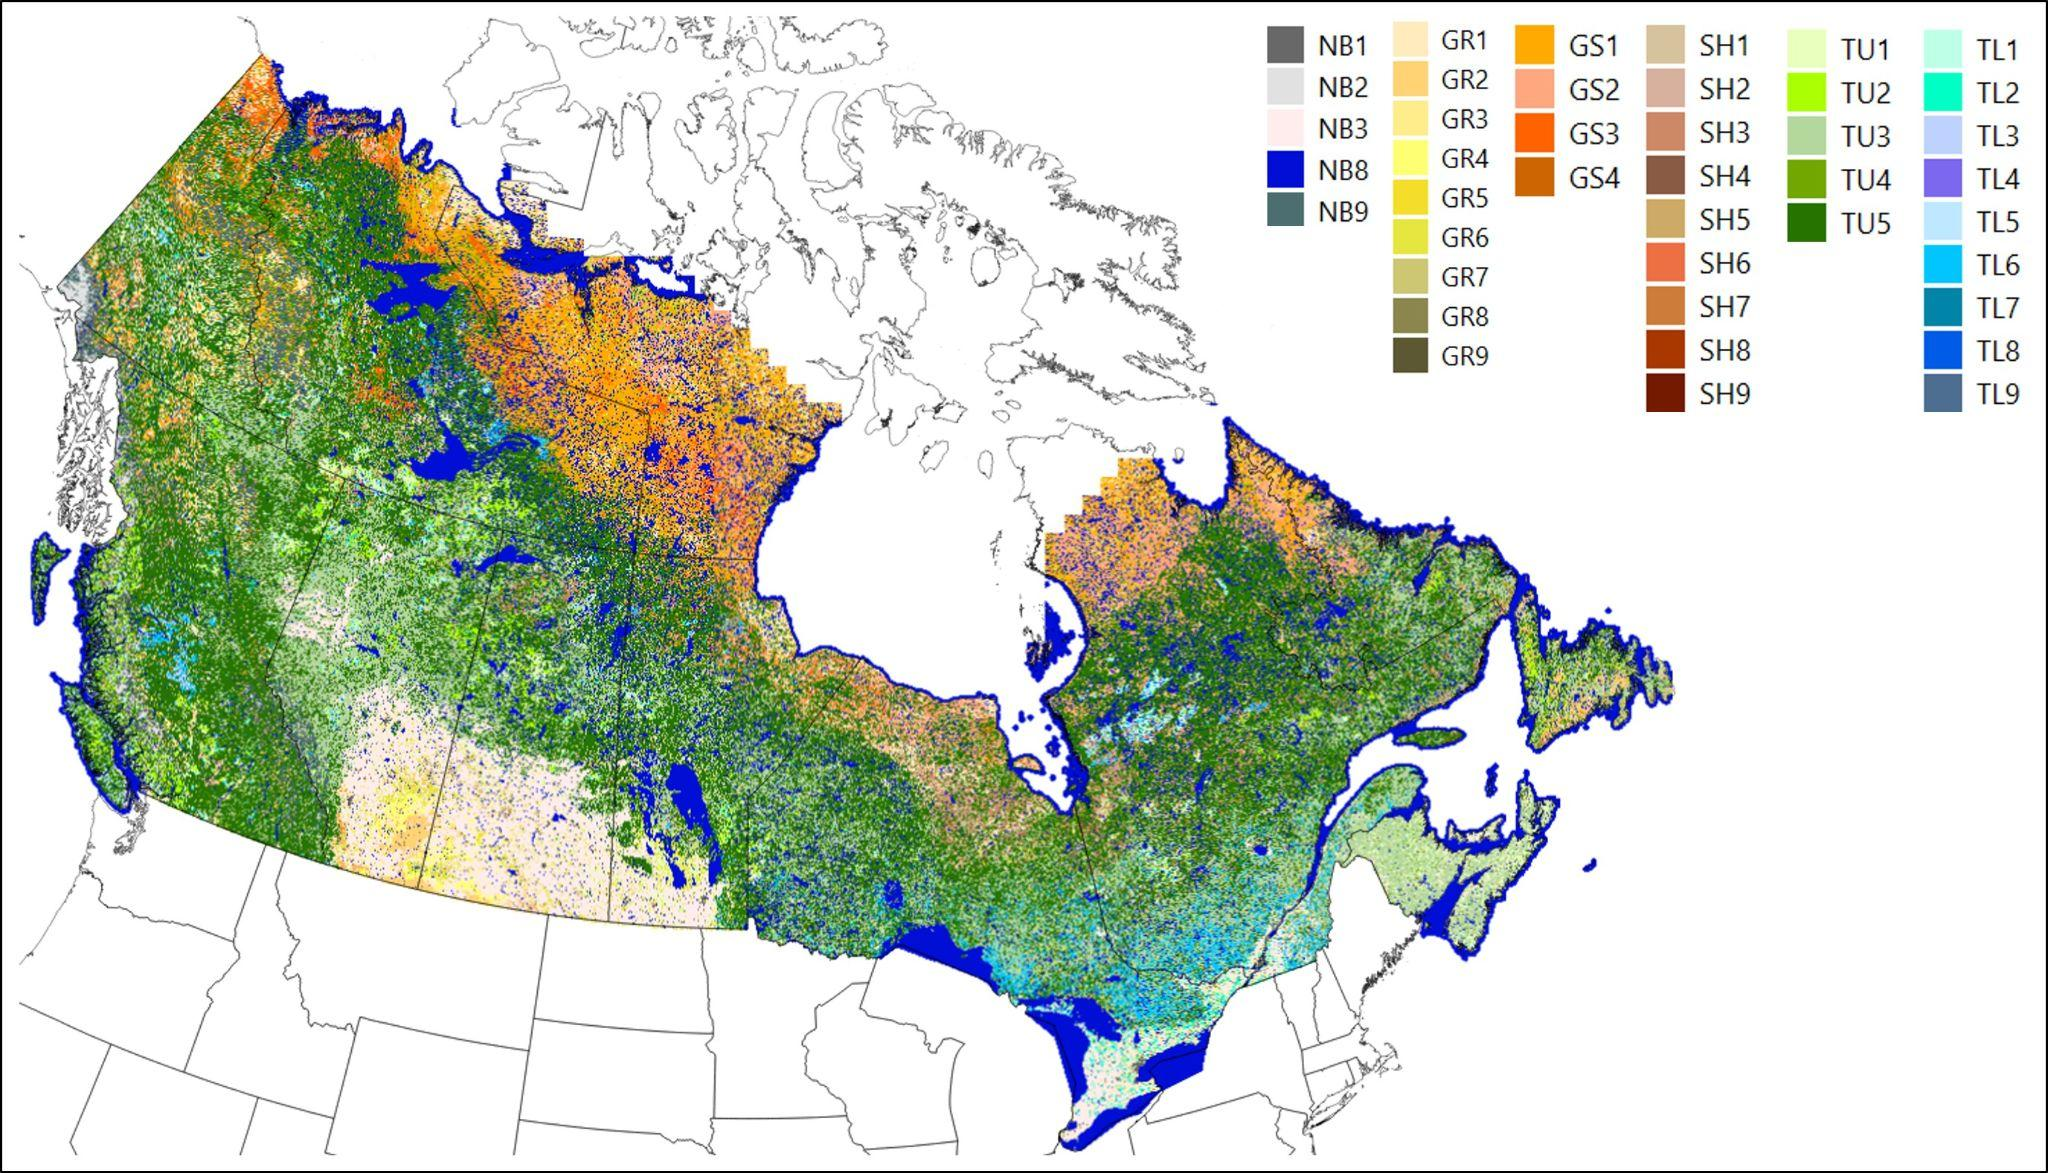 NB1
NB2
NB3
NB8
NB9
GR1
GR2
GR3
GR4
GR5
GR6
GR7
GR8
GR9
GS1
GS2
GS3
GS4
SH1
SH2
SH3
SH4
SH5
SH6
SH7
SH8
SH9
TU1
TU2
TU3
TU4
TU5
TL1
TL2
TL3
TL4
TL5
TL6
TL7
TL8
TL9